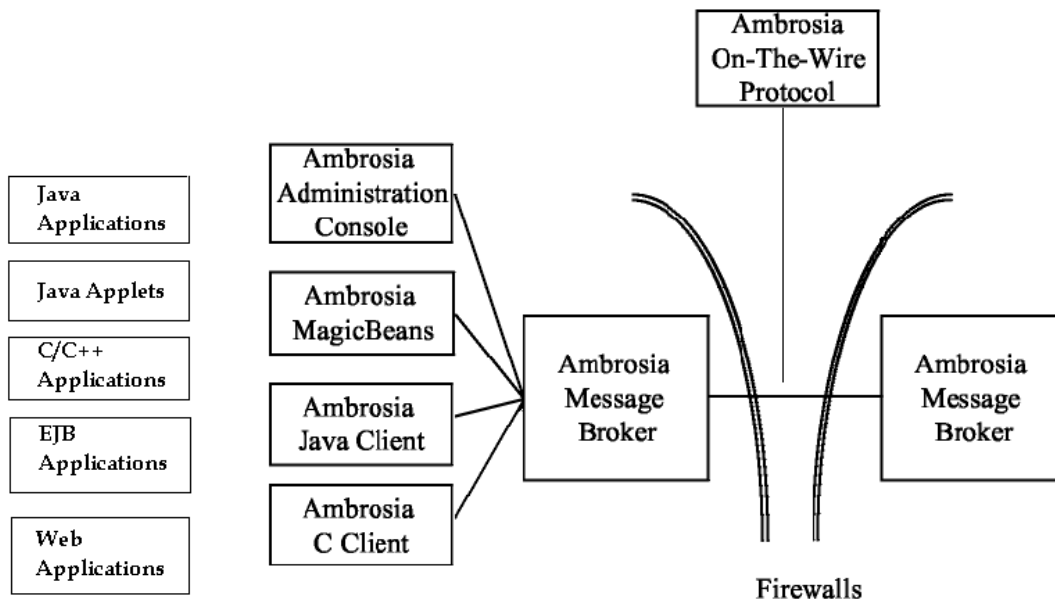 Ambrosia
On-The-Wire
Protocol
Java
Applications
Java Applets
C/C++
Applications
EJB
Applications
Web
Applications
Ambrosia
Administration
Console
Ambrosia
MagicBeans
Ambrosia
Java Client
Ambrosia
C Client
Ambrosia
Message
Broker
Ambrosia
Message
Broker
Firewalls